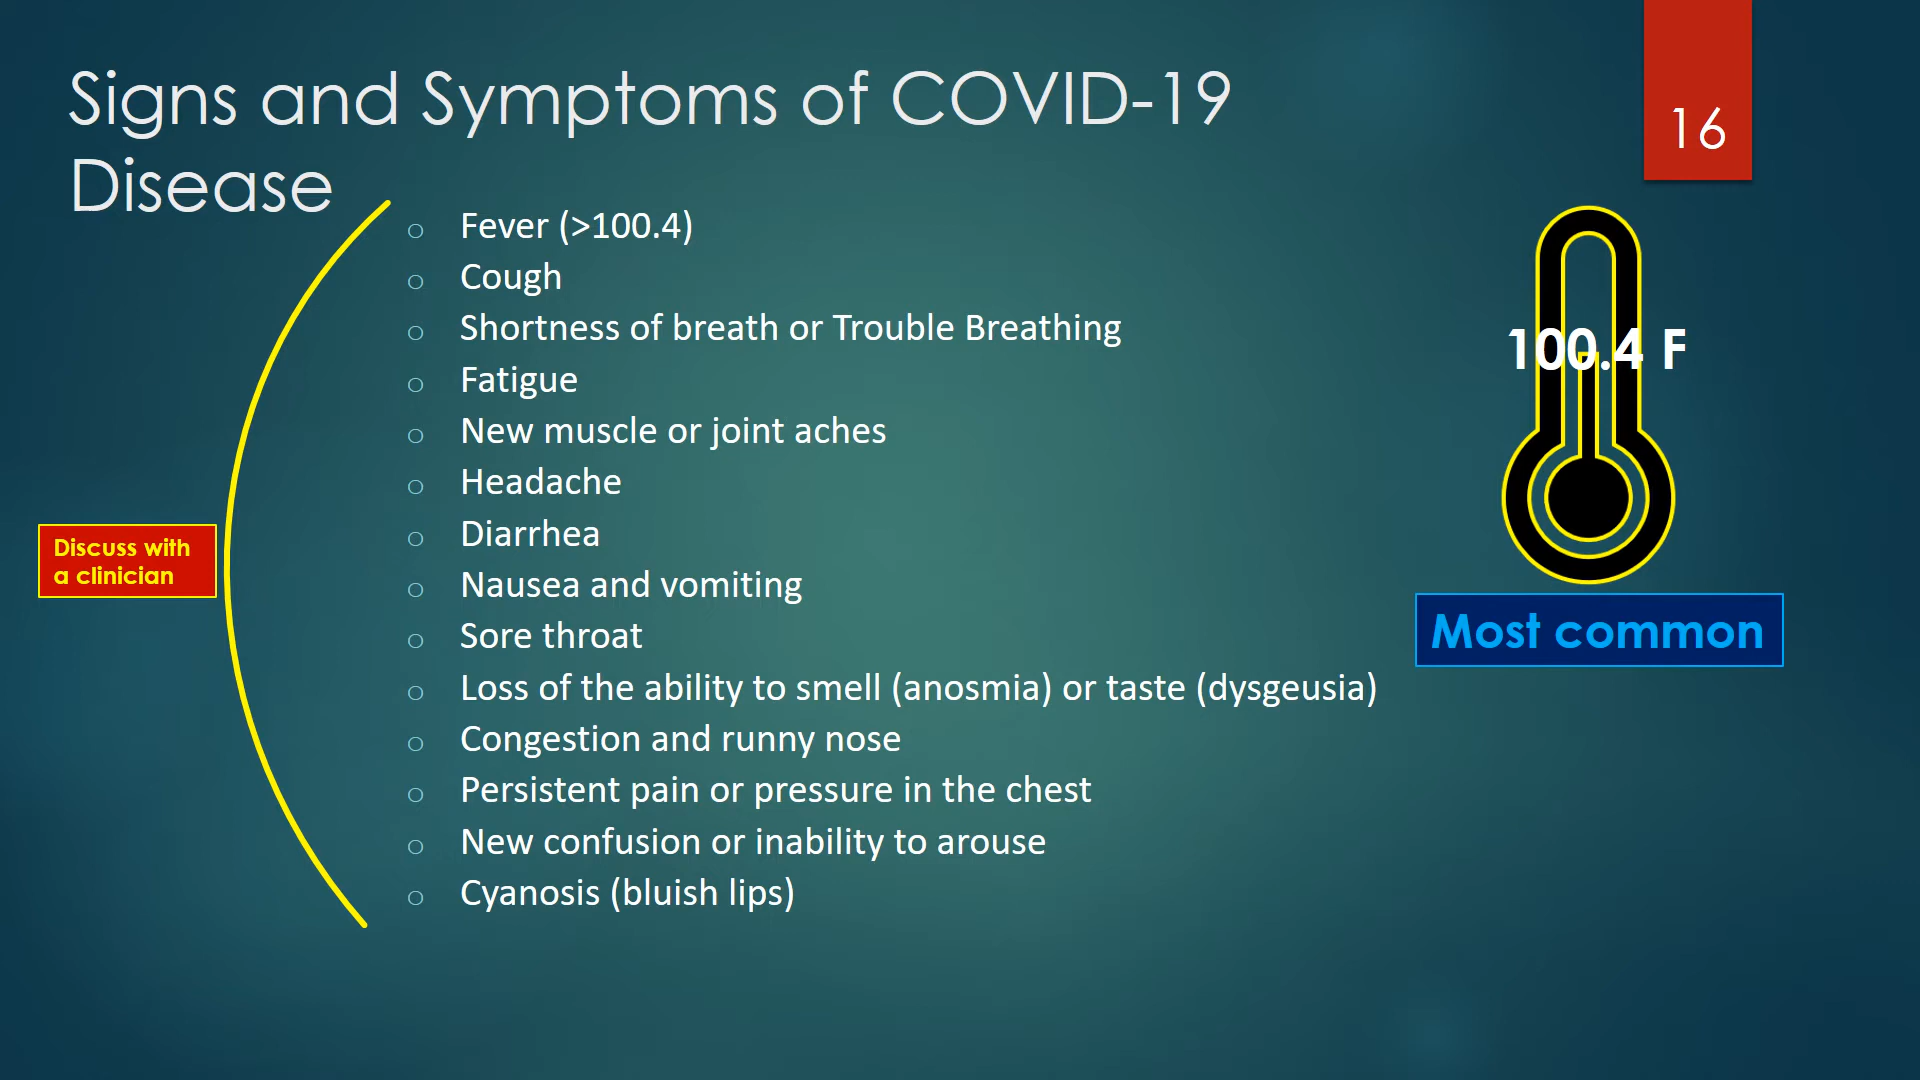 Signs and Symptoms of COVID-19
Disease
16
Fever (>100.4)
Cough
Shortness of breath or Trouble Breathing
Fatigue
New muscle or joint aches
Headache
Diarrhea
Nausea and vomiting
Sore throat
Loss of the ability to smell (anosmia) or taste (dysgeusia)
Congestion and runny nose
Persistent pain or pressure in the chest
New confusion or inability to arouse
Cyanosis (bluish lips)
Discuss with
a clinician
100.4 F
Most common